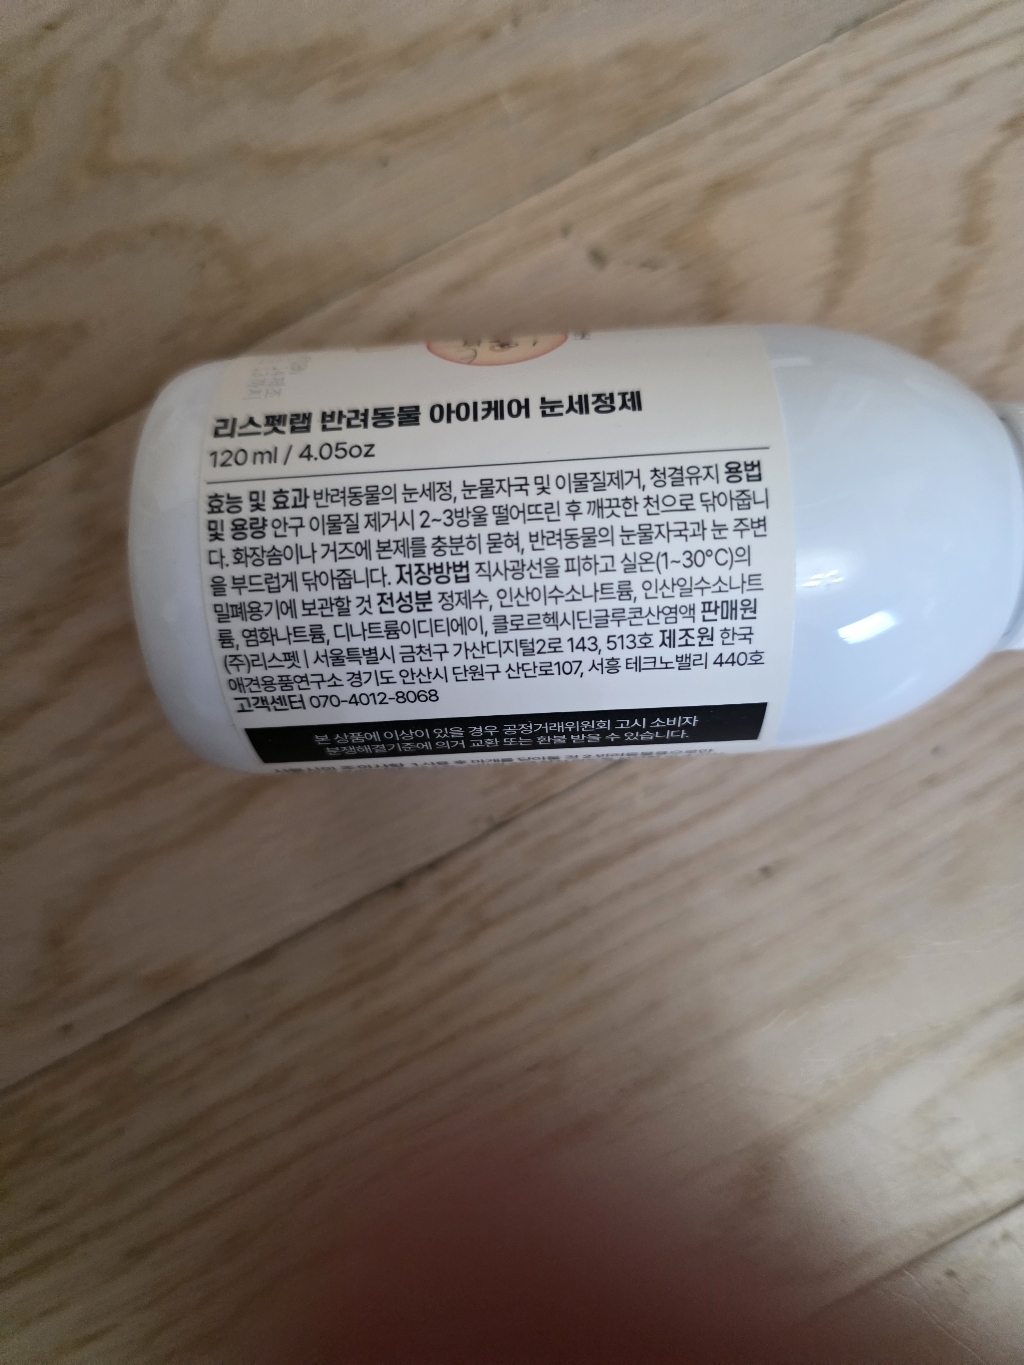 리스펫랩 반려동물 아이케어 눈세정제
120 ml / 4.05oz
효능 및 효과 반려동물의 눈세정, 눈물자국 및 이물질제거, 청결유지 용법
및 용량 안구 이물질 제거시 2~3방울 떨어뜨린 후 깨끗한 천으로 닦아줍니
다. 화장솜이나 거즈에 본제를 충분히 묻혀, 반려동물의 눈물자국과 눈 주변
을 부드럽게 닦아줍니다. 저장방법 직사광선을 피하고 실온(1~30°C)의
밀폐용기에 보관할 것 전성분 정제수, 인산이수소나트륨, 인산일수소나트
륨, 염화나트륨, 디나트륨이디티에이, 클로르헥시딘글루콘산염액 판매원
(주)리스펫 | 서울특별시 금천구 가산디지털2로 143, 513호 제조원 한국
애견용품연구소 경기도 안산시 단원구 산단로107, 서흥 테크노밸리 440호
고객센터 070-4012-8068
본 상품에 이상이 있을 경우 공정거래위원회 고시 소비자
분쟁해결기준에 의거 교환 또는 환불 받을 수 있습니다.